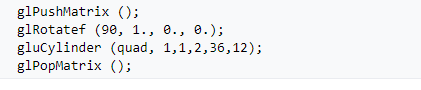 glPushMatrix ();
glRotatef (90, 1., 0., 0.);
gluCylinder (quad, 1,1,2,36,12);
glPopMatrix ();